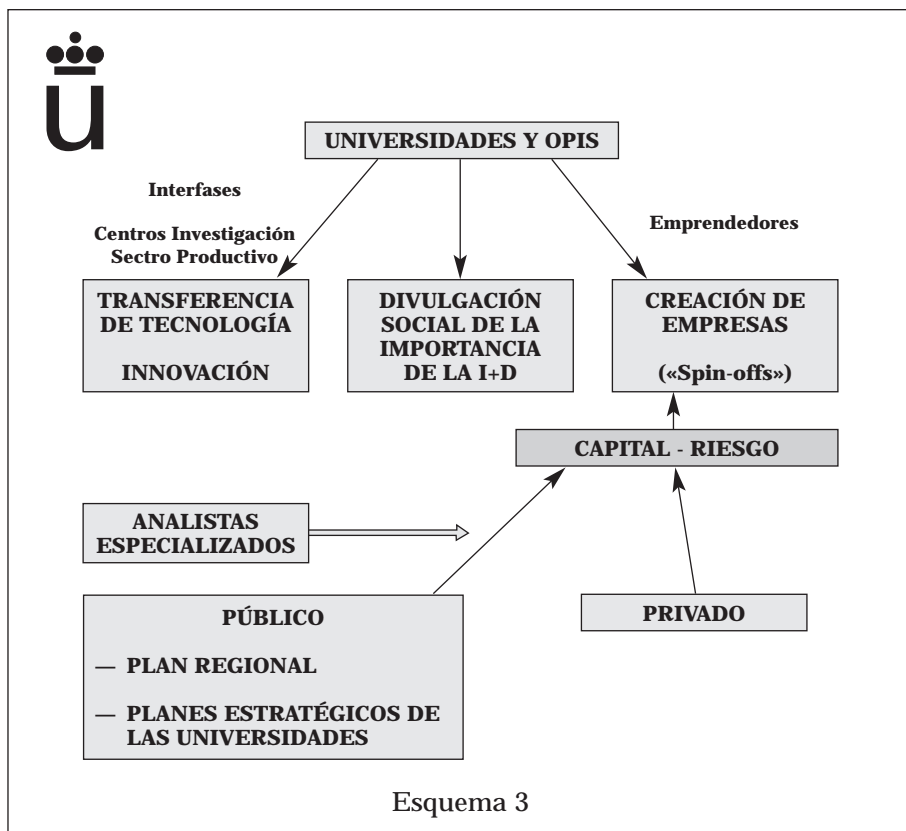 ü
UNIVERSIDADES Y OPIS
Interfases
Centros Investigación
Sectro Productivo
Emprendedores
TRANSFERENCIA
DE TECNOLOGÍA
INNOVACIÓN
DIVULGACIÓN
SOCIAL DE LA
IMPORTANCIA
DE LA I+D
CREACIÓN DE
EMPRESAS
(«Spin-offs»)
CAPITAL - RIESGO
ANALISTAS
ESPECIALIZADOS
PÚBLICO
— PLAN REGIONAL
— PLANES ESTRATÉGICOS DE
LAS UNIVERSIDADES
PRIVADO
Esquema 3